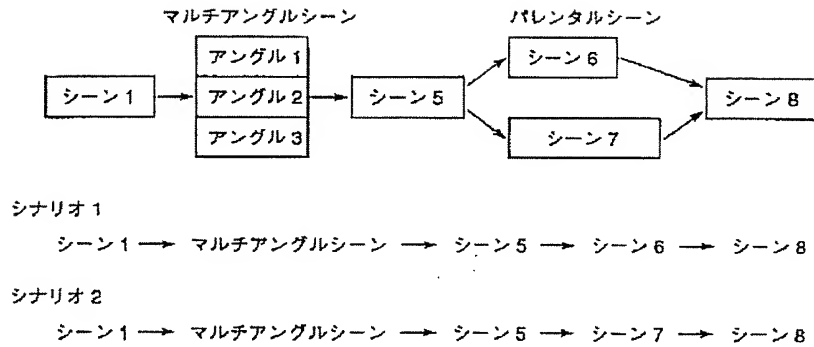 マルチアングルシーン
パレンタルシーン
アングル1
シーン6
シーン1
アングル2
シーン5
シーン8
アングル3
シーン7
シナリオ1
シーン1 → マルチアングルシーン → シーン5 → シーン6 → シーン8
シナリオ2
シーン1 → マルチアングルシーン → シーン5 → シーン7 → シーン8